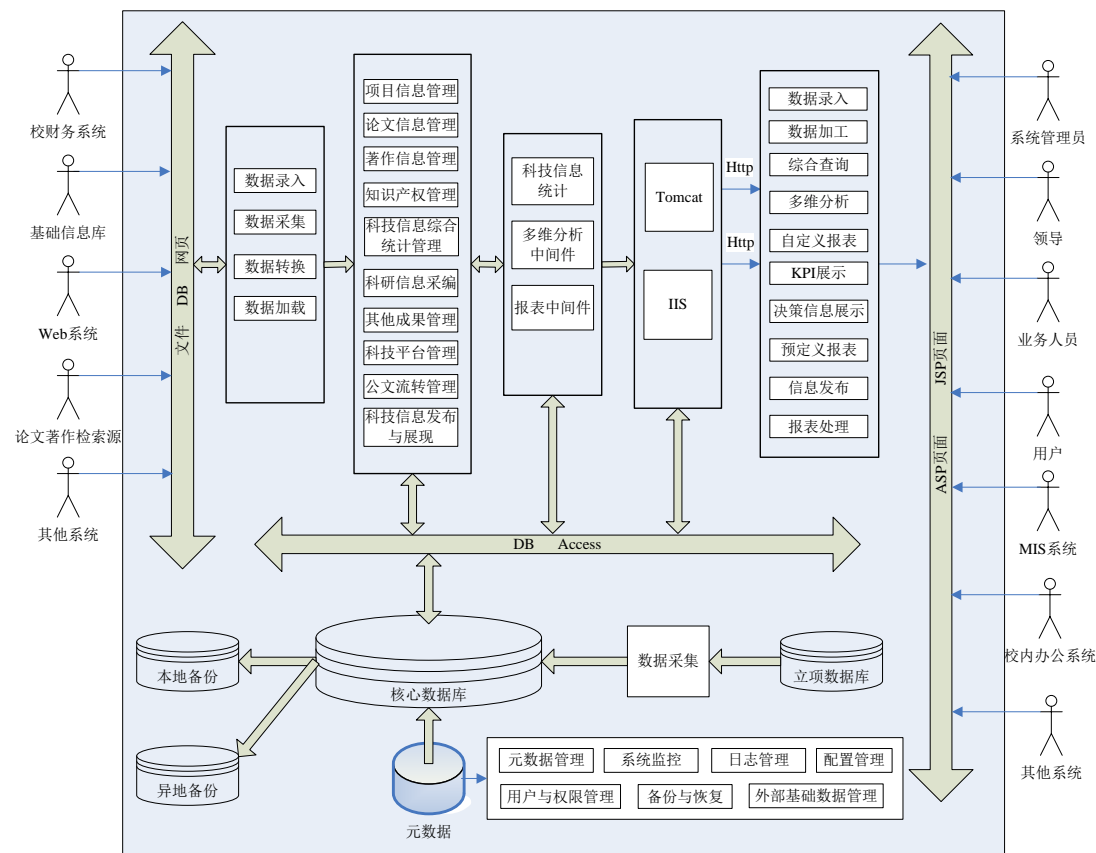 校财务系统
基础信息库
Web系统
论文著作检索源
其他系统
文件 DB 网页
数据录入
数据采集
数据转换
数据加载
项目信息管理
论文信息管理
著作信息管理
知识产权管理
科技信息综合
统计管理
科研信息采编
其他成果管理
科技平台管理
公文流转管理
科技信息发布
与展现
科技信息
统计
多维分析
中间件
报表中间件
Tomcat
IIS
Http
Http
数据录入
数据加工
综合查询
多维分析
自定义报表
KPI展示
决策信息展示
预定义报表
信息发布
报表处理
ASP页面 JSP页面
系统管理员
领导
业务人员
用户
MIS系统
校内办公系统
其他系统
DB Access
本地备份
异地备份
核心数据库
数据采集
立项数据库
元数据
元数据管理
系统监控
日志管理
配置管理
用户与权限管理
备份与恢复
外部基础数据管理